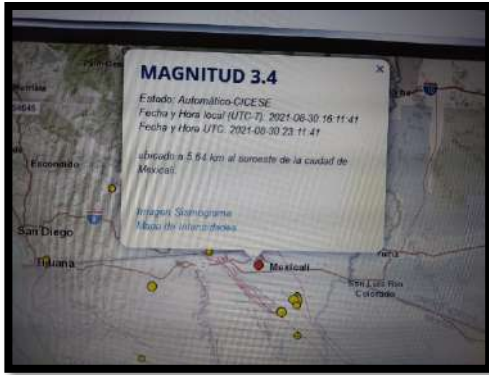 MAGNITUD 3.4
×
Estado: Automático-CICESE
Fecha y Hora local (UTC-7): 2021-08-30 16:11:41
Fecha y Hora UTC: 2021-08-30 23:11:41
ubicado a 5.64 km al suroeste de la ciudad de
Mexicali.
Imagen Sismograma
Mapa de intensidades
Escondido
San Diego
Tijuana
Mexicali
Yuma
San Luis Rio
Colorado